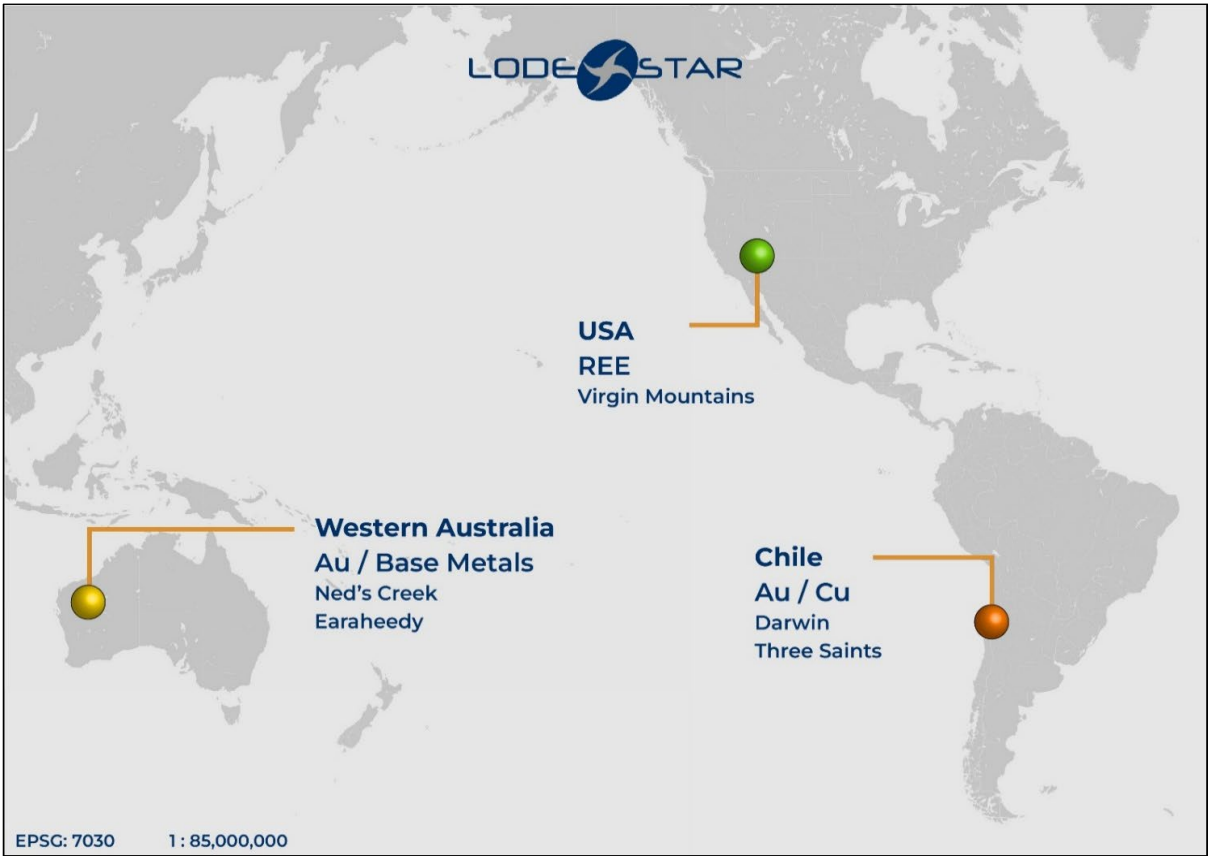 LODESTAR
USA
REE
Virgin Mountains
Western Australia
Au / Base Metals
Ned's Creek
Earaheedy
Chile
Au / Cu
Darwin
Three Saints
EPSG: 7030 1 : 85,000,000